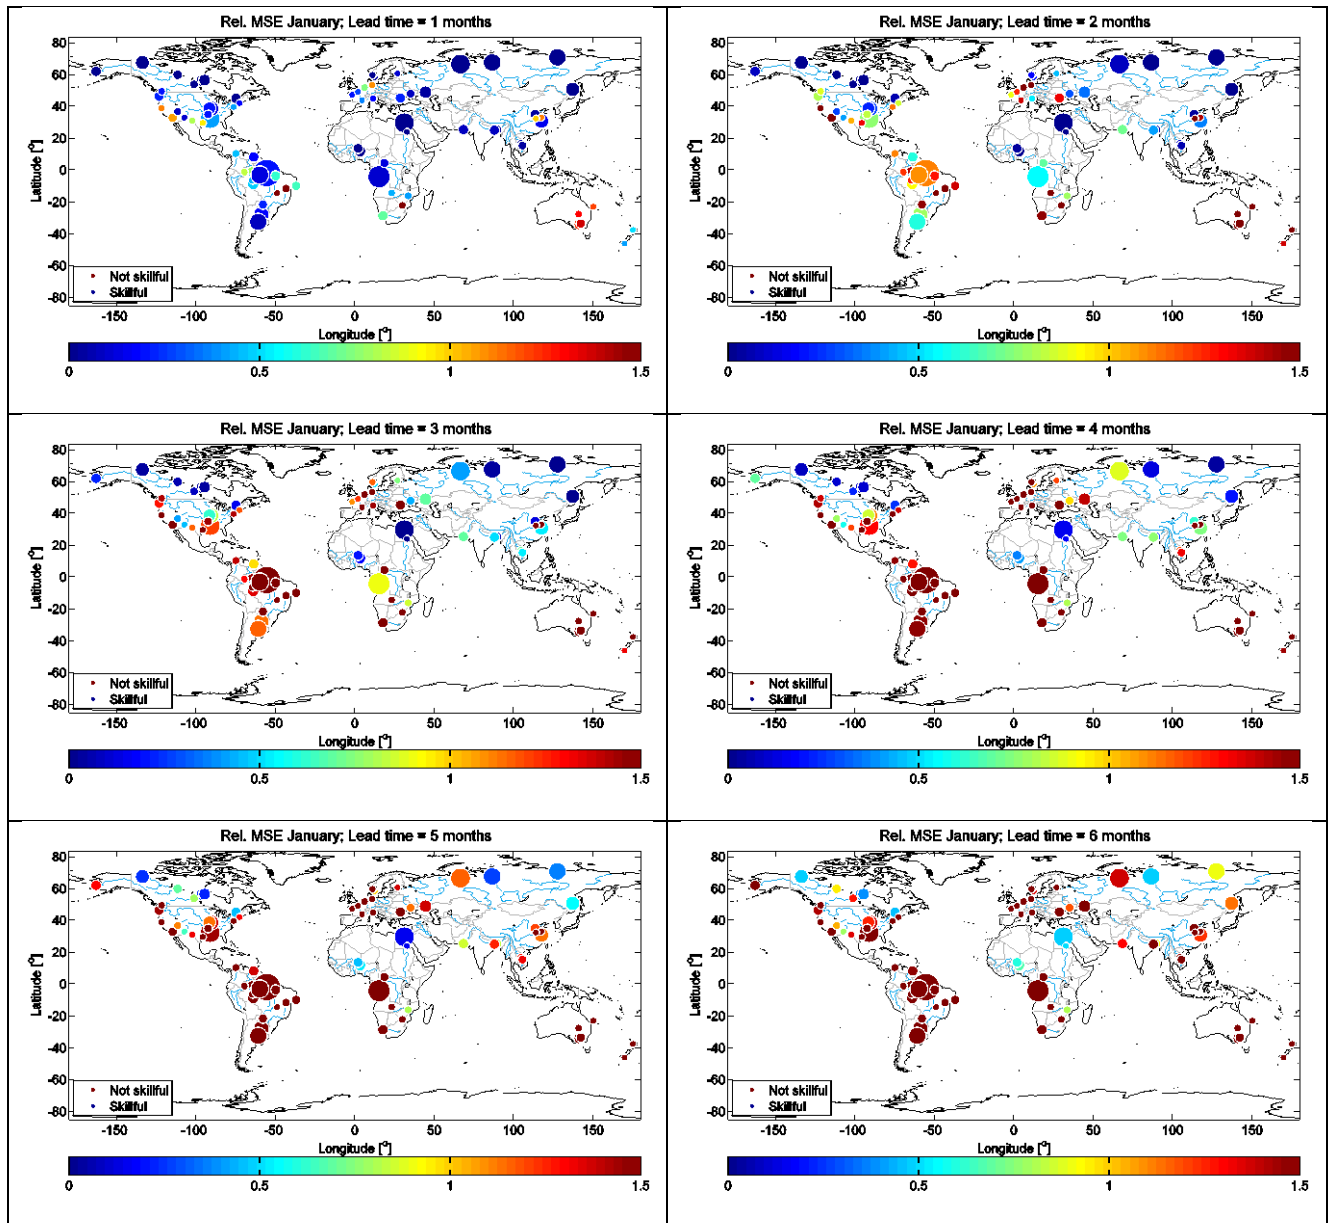 Rel. MSE January; Lead time = 1 months
80
60
40
20
0
-20
-40
-60
-80
Latitude [°]
Not skillful
Skillful
-150 -100 -50 0 50 100 150
Longitude [°]
0 0.5 1 1.5
Rel. MSE January; Lead time = 2 months
80
60
40
20
0
-20
-40
-60
-80
Latitude [°]
Not skillful
Skillful
-150 -100 -50 0 50 100 150
Longitude [°]
0 0.5 1 1.5
Rel. MSE January; Lead time = 3 months
80
60
40
20
0
-20
-40
-60
-80
Latitude [°]
Not skillful
Skillful
-150 -100 -50 0 50 100 150
Longitude [°]
0 0.5 1 1.5
Rel. MSE January; Lead time = 4 months
80
60
40
20
0
-20
-40
-60
-80
Latitude [°]
Not skillful
Skillful
-150 -100 -50 0 50 100 150
Longitude [°]
0 0.5 1 1.5
Rel. MSE January; Lead time = 5 months
80
60
40
20
0
-20
-40
-60
-80
Latitude [°]
Not skillful
Skillful
-150 -100 -50 0 50 100 150
Longitude [°]
0 0.5 1 1.5
Rel. MSE January; Lead time = 6 months
80
60
40
20
0
-20
-40
-60
-80
Latitude [°]
Not skillful
Skillful
-150 -100 -50 0 50 100 150
Longitude [°]
0 0.5 1 1.5